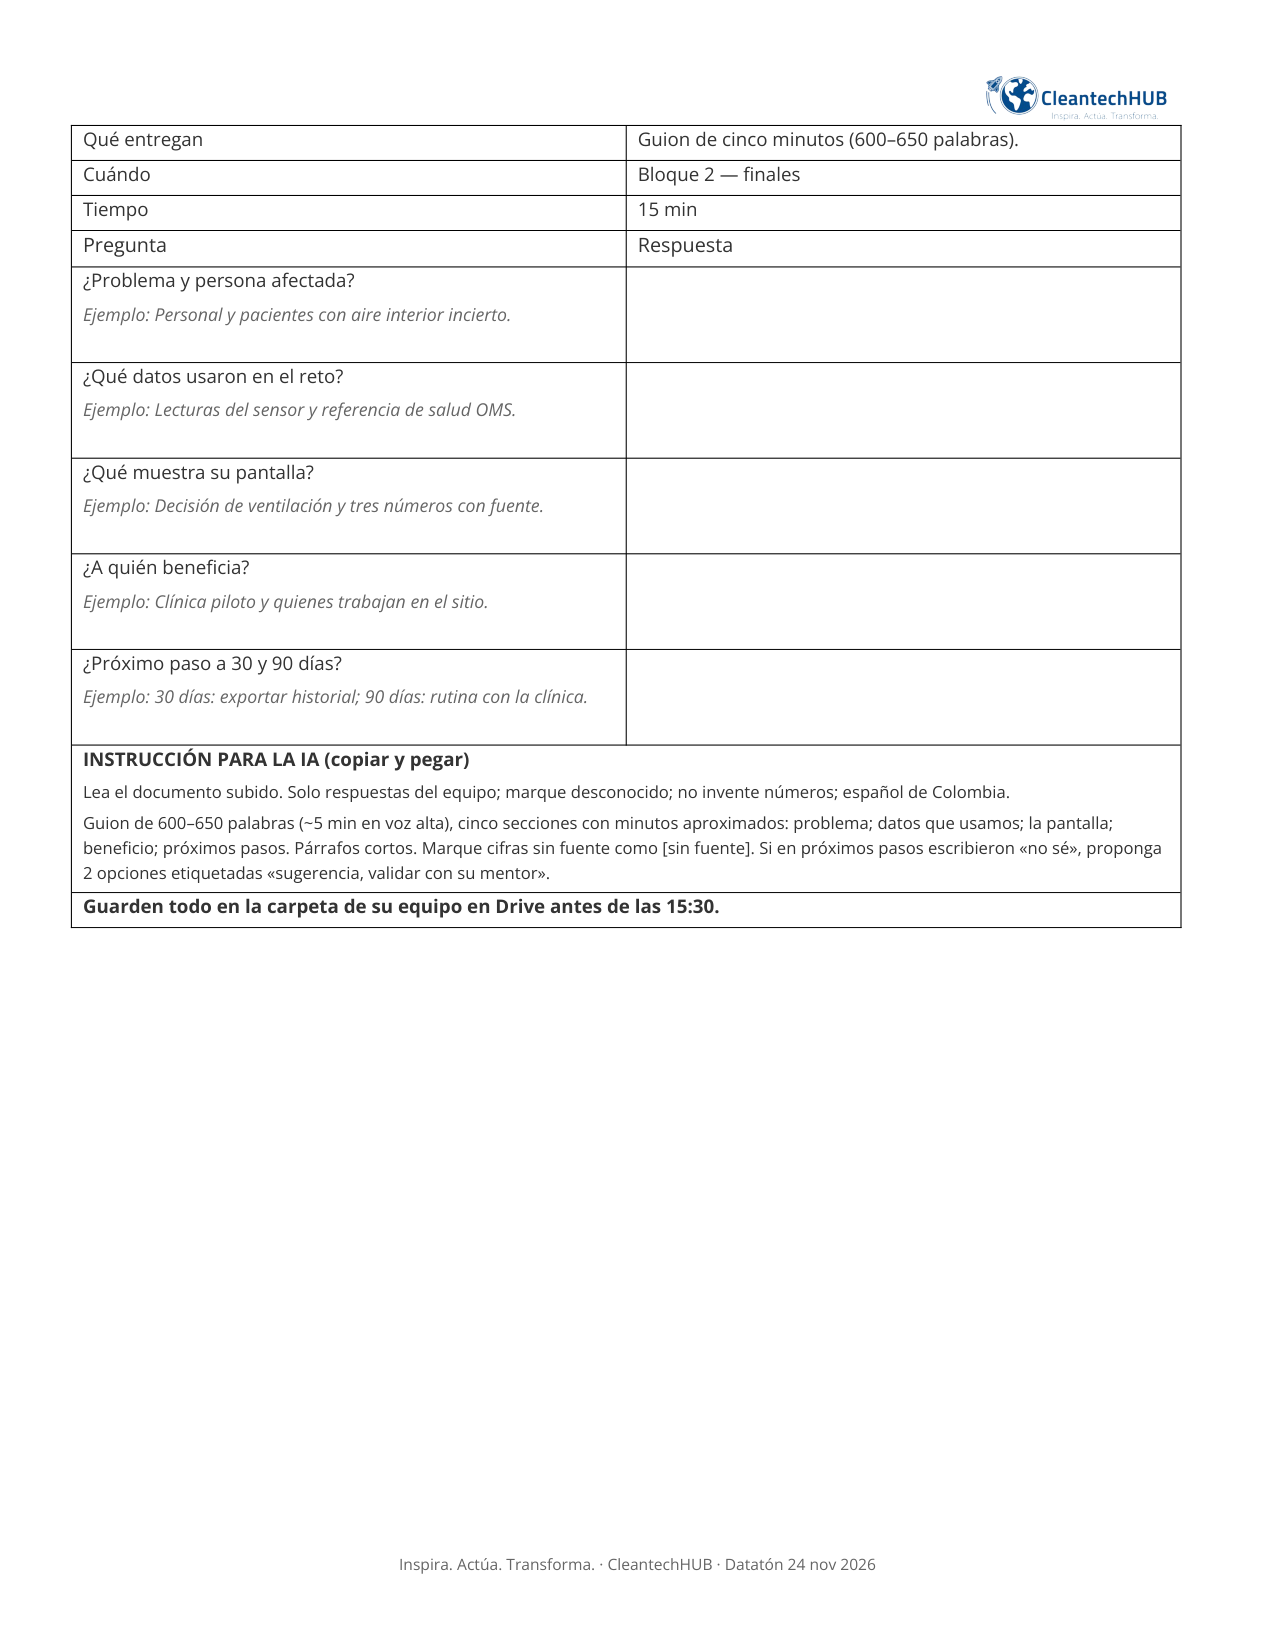 CleantechHUB
Inspira. Actúa. Transforma.
Qué entregan
Guion de cinco minutos (600–650 palabras).
Cuándo
Bloque 2 — finales
Tiempo
15 min
Pregunta
Respuesta
¿Problema y persona afectada?
Ejemplo: Personal y pacientes con aire interior incierto.
¿Qué datos usaron en el reto?
Ejemplo: Lecturas del sensor y referencia de salud OMS.
¿Qué muestra su pantalla?
Ejemplo: Decisión de ventilación y tres números con fuente.
¿A quién beneficia?
Ejemplo: Clínica piloto y quienes trabajan en el sitio.
¿Próximo paso a 30 y 90 días?
Ejemplo: 30 días: exportar historial; 90 días: rutina con la clínica.
INSTRUCCIÓN PARA LA IA (copiar y pegar)
Lea el documento subido. Solo respuestas del equipo; marque desconocido; no invente números; español de Colombia.
Guion de 600–650 palabras (~5 min en voz alta), cinco secciones con minutos aproximados: problema; datos que usamos; la pantalla;
beneficio; próximos pasos. Párrafos cortos. Marque cifras sin fuente como [sin fuente]. Si en próximos pasos escribieron «no sé», proponga
2 opciones etiquetadas «sugerencia, validar con su mentor».
Guarden todo en la carpeta de su equipo en Drive antes de las 15:30.
Inspira. Actúa. Transforma. · CleantechHUB · Datatón 24 nov 2026